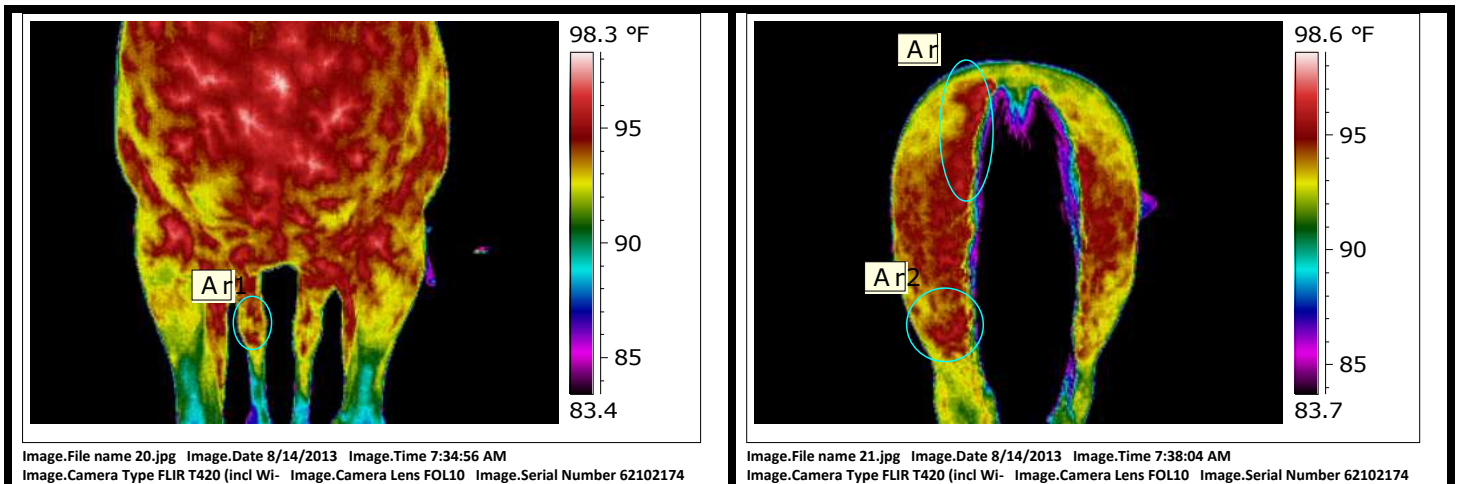 98.3 °F
95
90
85
83.4
Ar1
98.6 °F
95
90
85
83.7
Ar
Ar2
Image.File name 20.jpg Image.Date 8/14/2013 Image.Time 7:34:56 AM
Image.Camera Type FLIR T420 (incl Wi- Image.Camera Lens FOL10 Image.Serial Number 62102174
Image.File name 21.jpg Image.Date 8/14/2013 Image.Time 7:38:04 AM
Image.Camera Type FLIR T420 (incl Wi- Image.Camera Lens FOL10 Image.Serial Number 62102174